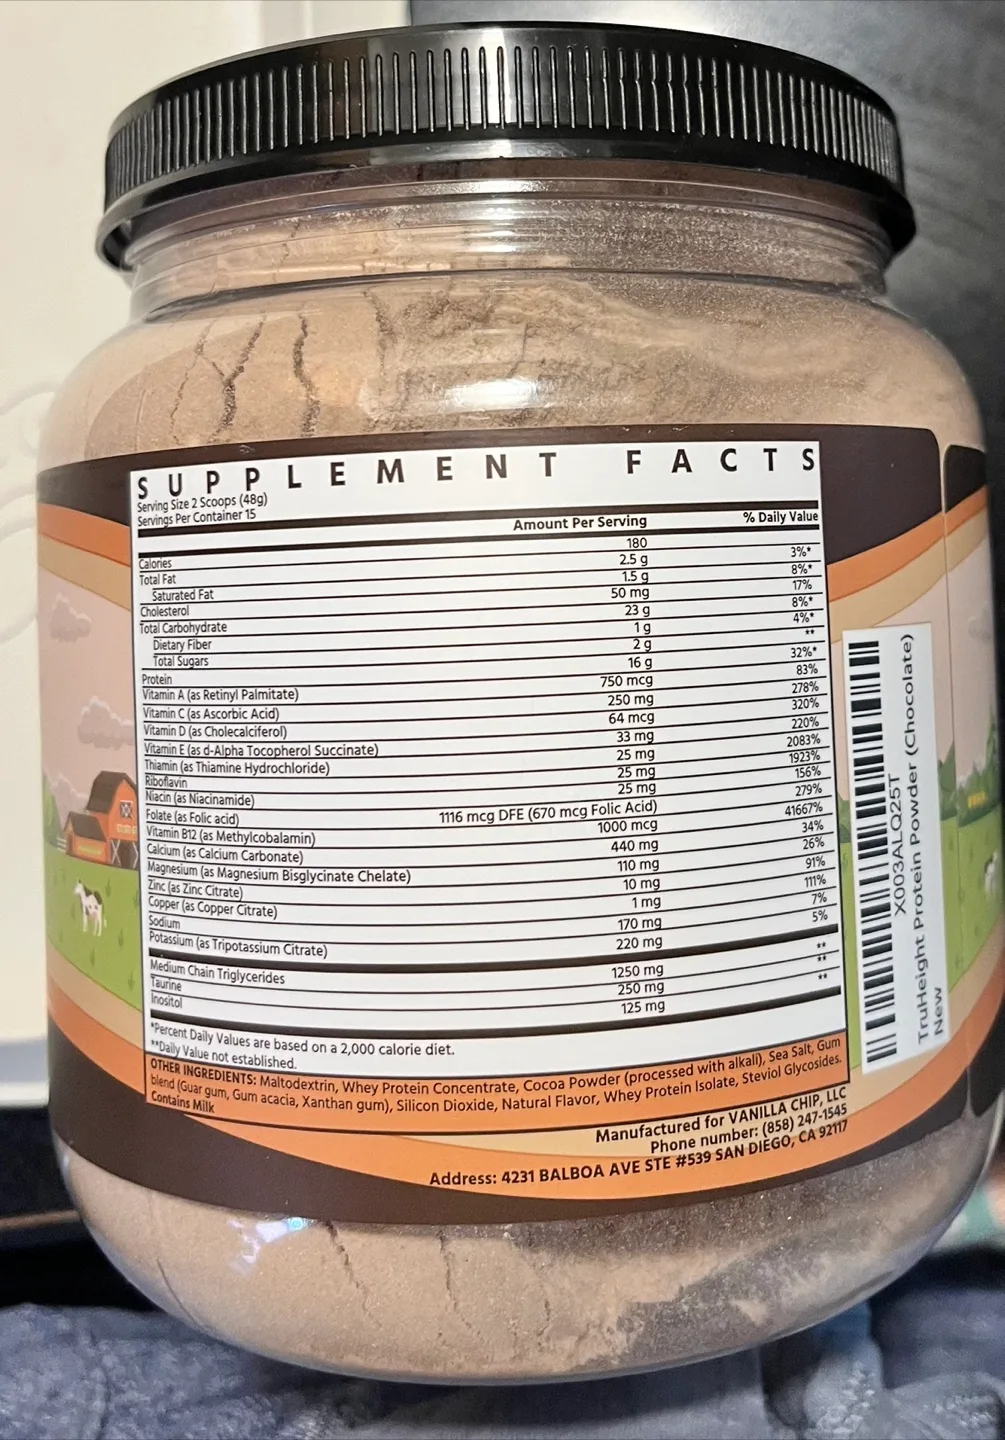 SUPPLEMENT FACTS
Serving Size 2 Scoops (48g)
Servings Per Container 15
Amount Per Serving % Daily Value
Calories 180
Total Fat 2.5 g 3%*
Saturated Fat 1.5 g 8%*
Cholesterol 50 mg 17%
Total Carbohydrate 23 g 8%*
Dietary Fiber 1 g 4%*
Total Sugars 2 g **
Protein 16 g 32%*
Vitamin A (as Retinyl Palmitate) 750 mcg 83%
Vitamin C (as Ascorbic Acid) 250 mg 278%
Vitamin D (as Cholecalciferol) 64 mcg 320%
Vitamin E (as d-Alpha Tocopherol Succinate) 33 mg 220%
Thiamin (as Thiamine Hydrochloride) 25 mg 2083%
Riboflavin 25 mg 1923%
Niacin (as Niacinamide) 25 mg 156%
Folate (as Folic acid) 1116 mcg DFE (670 mcg Folic Acid) 279%
Vitamin B12 (as Methylcobalamin) 1000 mcg 41667%
Calcium (as Calcium Carbonate) 440 mg 34%
Magnesium (as Magnesium Bisglycinate Chelate) 110 mg 26%
Zinc (as Zinc Citrate) 10 mg 91%
Copper (as Copper Citrate) 1 mg 111%
Sodium 170 mg 7%
Potassium (as Tripotassium Citrate) 220 mg 5%
Medium Chain Triglycerides 1250 mg **
Taurine 250 mg **
Inositol 125 mg **
*Percent Daily Values are based on a 2,000 calorie diet.
**Daily Value not established.
OTHER INGREDIENTS: Maltodextrin, Whey Protein Concentrate, Cocoa Powder (processed with alkali), Sea Salt, Gum
blend (Guar gum, Gum acacia, Xanthan gum), Silicon Dioxide, Natural Flavor, Whey Protein Isolate, Steviol Glycosides.
Contains Milk
Manufactured for VANILLA CHIP, LLC
Phone number: (858) 247-1545
Address: 4231 BALBOA AVE STE #539 SAN DIEGO, CA 92117
X003ALQ25T
TruHeight Protein Powder (Chocolate)
New